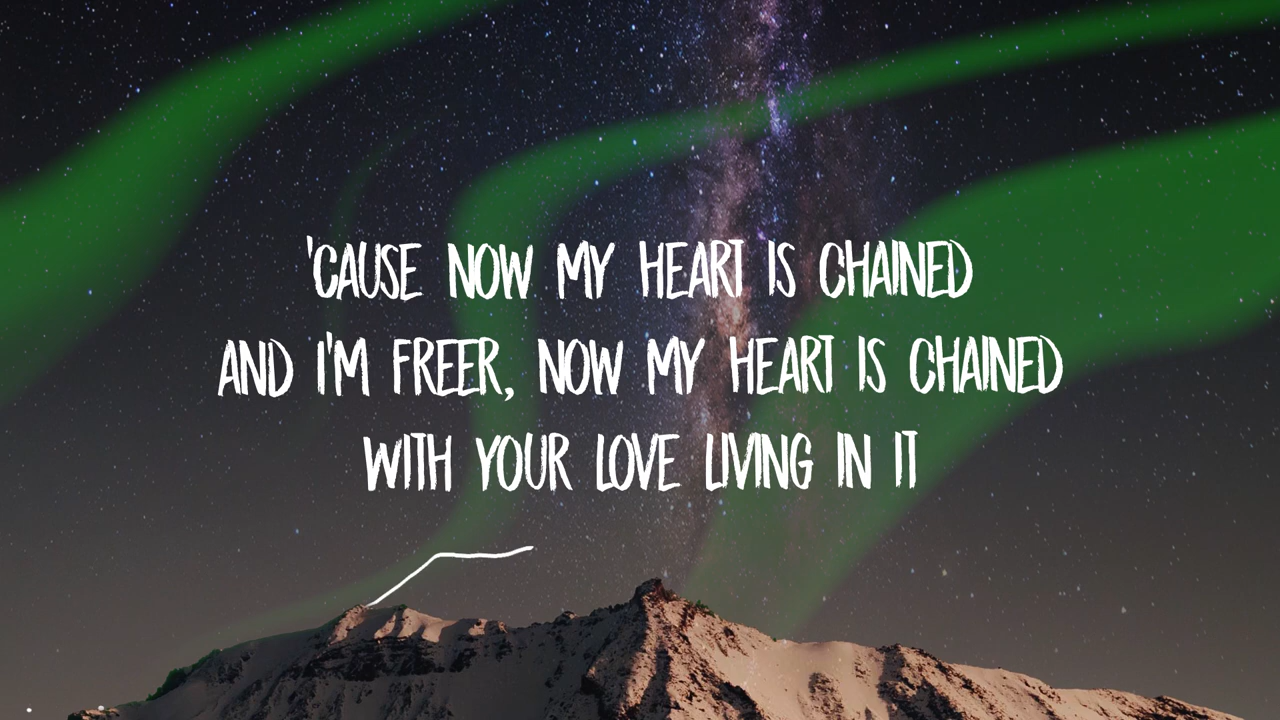 'CAUSE NOW MY HEART IS CHAINED
AND I'M FREER, NOW MY HEART IS CHAINED
WITH YOUR LOVE LIVING IN IT